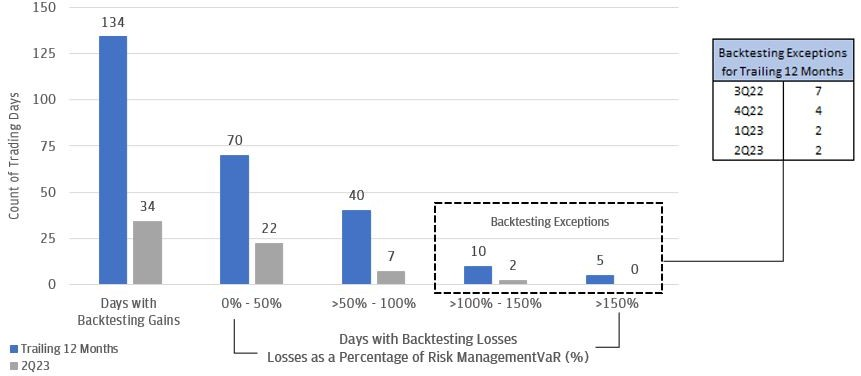 150
125
100
75
50
25
0
Count of Trading Days
134
34
70
22
40
7
10
2
5
0
Backtesting Exceptions
Days with
Backtesting Gains
0% - 50%
>50% - 100%
>100% - 150%
>150%
Days with Backtesting Losses
Losses as a Percentage of Risk ManagementVaR (%)
Trailing 12 Months
2Q23
Backtesting Exceptions
for Trailing 12 Months
3Q22 7
4Q22 4
1Q23 2
2Q23 2